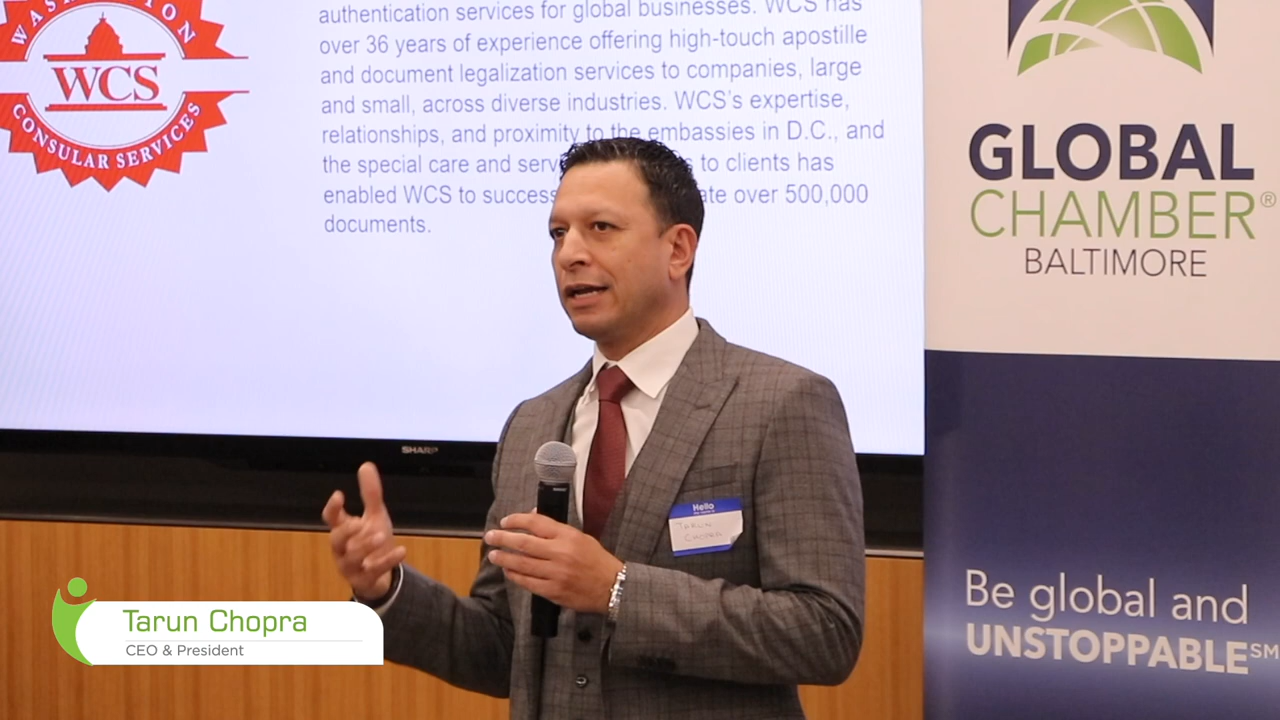 WASHINGTON
WCS
CONSULAR SERVICES
authentication services for global businesses. WCS has
over 36 years of experience offering high-touch apostille
and document legalization services to companies, large
and small, across diverse industries. WCS's expertise,
relationships, and proximity to the embassies in D.C., and
the special care and to clients has
enabled WCS to over 500,000
documents.
SHARP
GLOBAL
CHAMBER®
BALTIMORE
Be global and
UNSTOPPABLE℠
Hello
TARUN
CHOPRA
Tarun Chopra
CEO & President